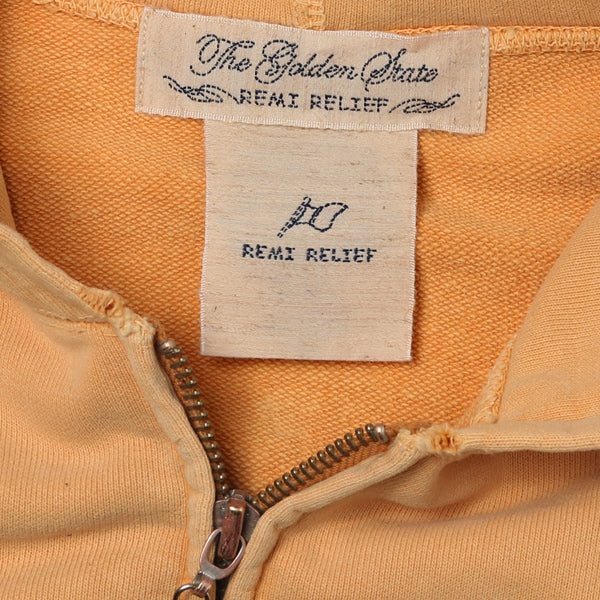 The Golden State
REMI RELIEF
REMI RELIEF